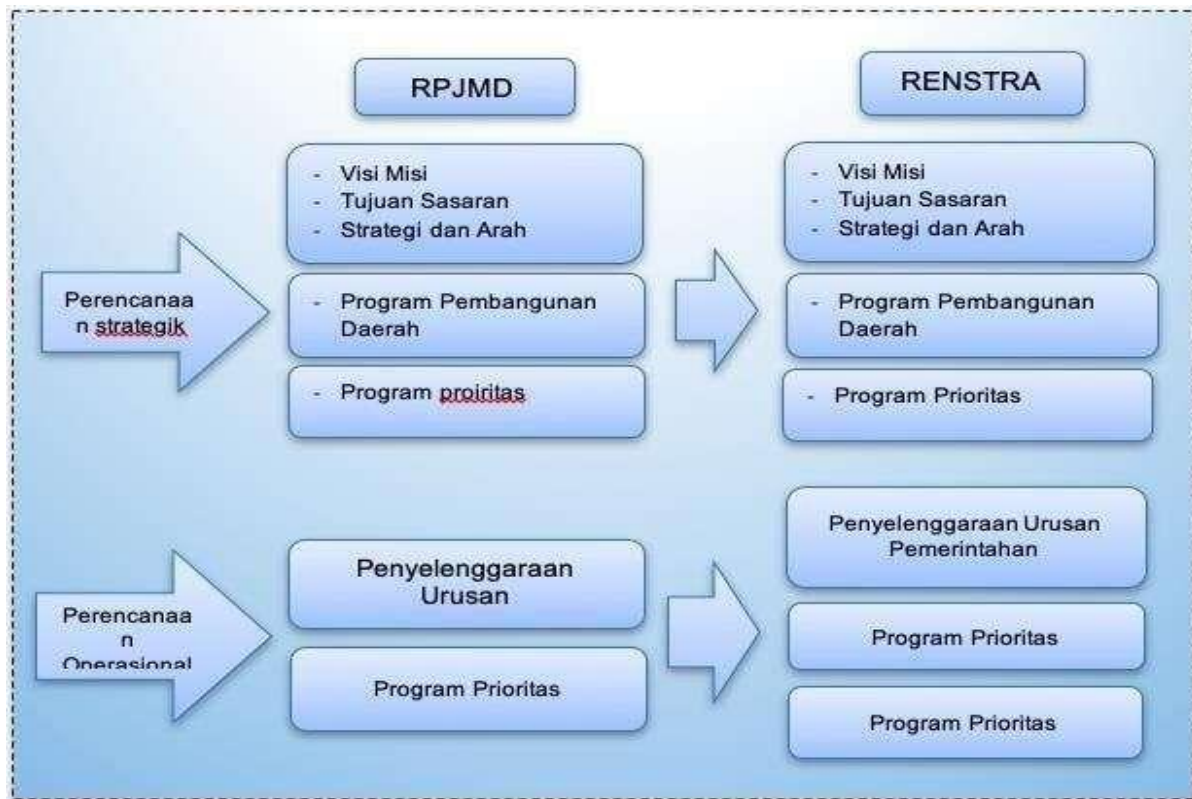 RPJMD
RENSTRA
Perencanaa
n strategik
- Visi Misi
- Tujuan Sasaran
- Strategi dan Arah
- Program Pembangunan
Daerah
- Program proiritas
- Visi Misi
- Tujuan Sasaran
- Strategi dan Arah
- Program Pembangunan
Daerah
- Program Prioritas
Perencanaa
n
Operasional
Penyelenggaraan
Urusan
Program Prioritas
Penyelenggaraan Urusan
Pemerintahan
Program Prioritas
Program Prioritas